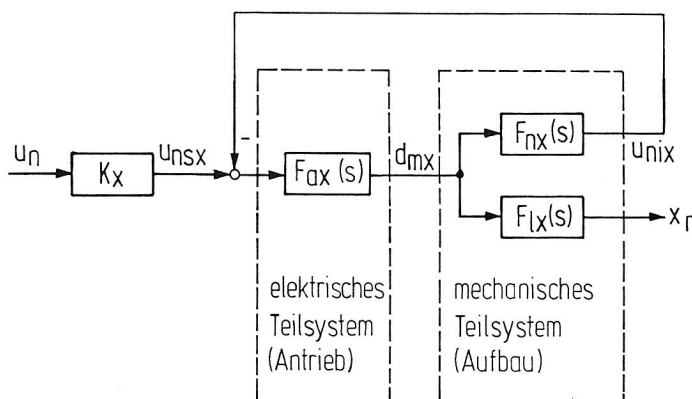 -
u_n
K_x
u_nsx
F_ax(s)
d_mx
F_nx(s)
u_nix
F_lx(s)
x_r
elektrisches
Teilsystem
(Antrieb)
mechanisches
Teilsystem
(Aufbau)